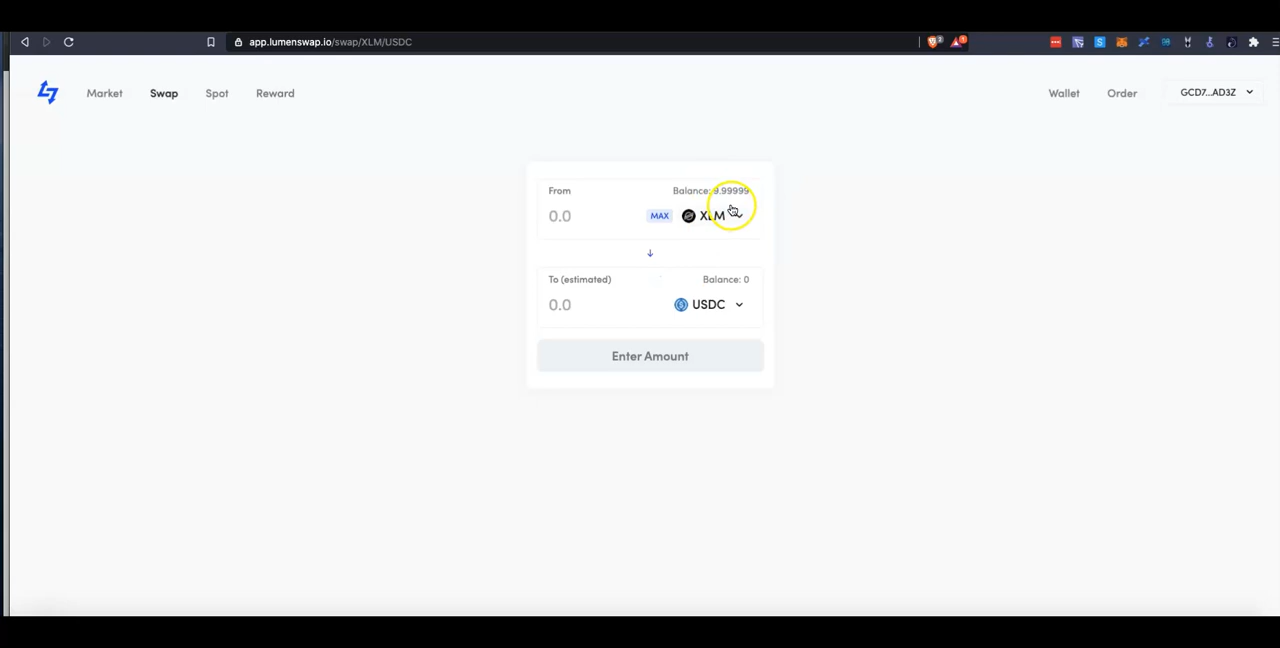 app.lumenswap.io/swap/XLM/USDC
Market Swap Spot Reward Wallet Order GCD7...AD3Z
From Balance: 9.99999
0.0 MAX XLM
To (estimated) Balance: 0
0.0 USDC
Enter Amount